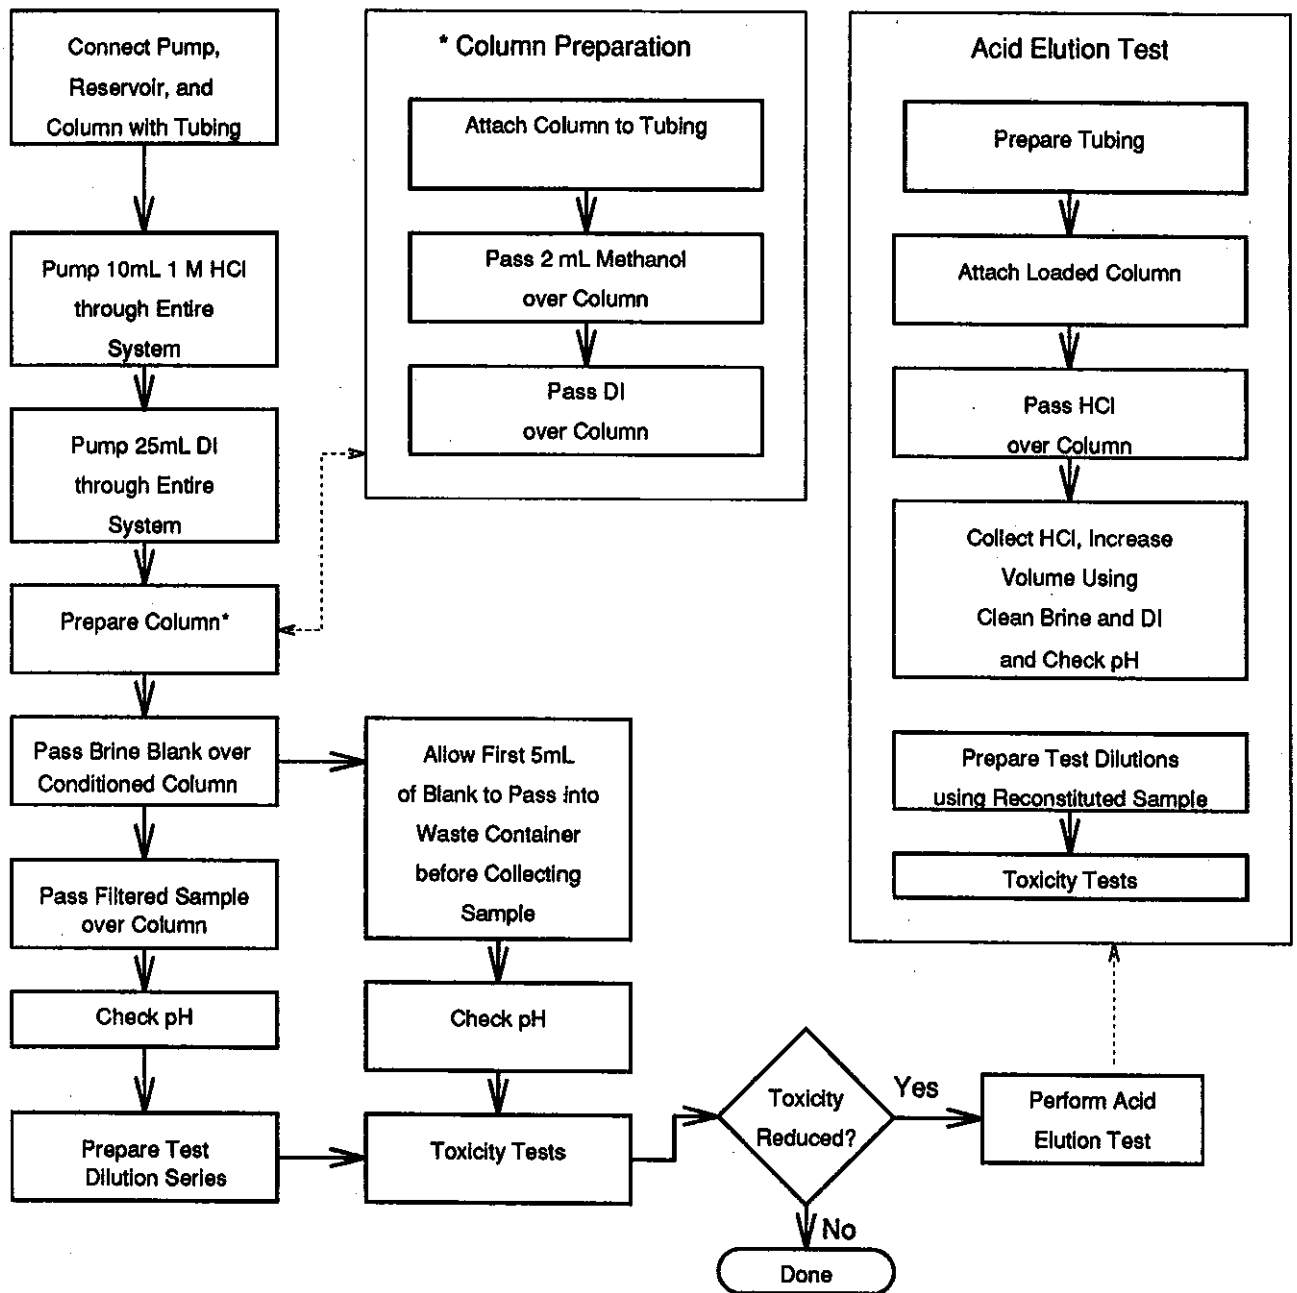 Connect Pump,
Reservoir, and
Column with Tubing
Pump 10mL 1 M HCl
through Entire
System
Pump 25mL DI
through Entire
System
Prepare Column*
Pass Brine Blank over
Conditioned Column
Pass Filtered Sample
over Column
Check pH
Prepare Test
Dilution Series
* Column Preparation
Attach Column to Tubing
Pass 2 mL Methanol
over Column
Pass DI
over Column
Allow First 5mL
of Blank to Pass into
Waste Container
before Collecting
Sample
Check pH
Toxicity Tests
Toxicity
Reduced?
Yes
No
Done
Perform Acid
Elution Test
Acid Elution Test
Prepare Tubing
Attach Loaded Column
Pass HCl
over Column
Collect HCl, Increase
Volume Using
Clean Brine and DI
and Check pH
Prepare Test Dilutions
using Reconstituted Sample
Toxicity Tests